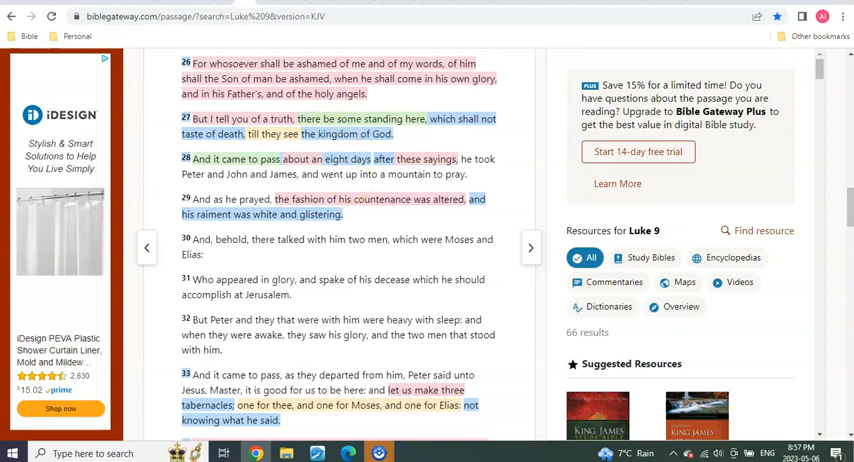 biblegateway.com/passage/?search=Luke%209&version=KJV
AI
Bible
Personal
Other bookmarks
iDESIGN
Stylish & Smart
Solutions to Help
You Live Simply
iDesign PEVA Plastic
Shower Curtain Liner,
Mold and Mildew...
2,630
$15.02 prime
Shop now
26 For whosoever shall be ashamed of me and of my words, of him
shall the Son of man be ashamed, when he shall come in his own glory,
and in his Father's, and of the holy angels.
27 But I tell you of a truth, there be some standing here, which shall not
taste of death, till they see the kingdom of God.
28 And it came to pass about an eight days after these sayings, he took
Peter and John and James, and went up into a mountain to pray.
29 And as he prayed, the fashion of his countenance was altered, and
his raiment was white and glistering.
30 And, behold, there talked with him two men, which were Moses and
Elias:
31 Who appeared in glory, and spake of his decease which he should
accomplish at Jerusalem.
32 But Peter and they that were with him were heavy with sleep: and
when they were awake, they saw his glory, and the two men that stood
with him.
33 And it came to pass, as they departed from him, Peter said unto
Jesus, Master, it is good for us to be here: and let us make three
tabernacles; one for thee, and one for Moses, and one for Elias: not
knowing what he said.
PLUS Save 15% for a limited time! Do you
have questions about the passage you are
reading? Upgrade to Bible Gateway Plus to
get the best value in digital Bible study.
Start 14-day free trial
Learn More
Resources for Luke 9
Find resource
All
Study Bibles
Encyclopedias
Commentaries
Maps
Videos
Dictionaries
Overview
66 results
Suggested Resources
KING JAMES
STUDY BIBLE
KING JAMES
Type here to search
7°C Rain
ENG
8:57 PM
2023-05-06